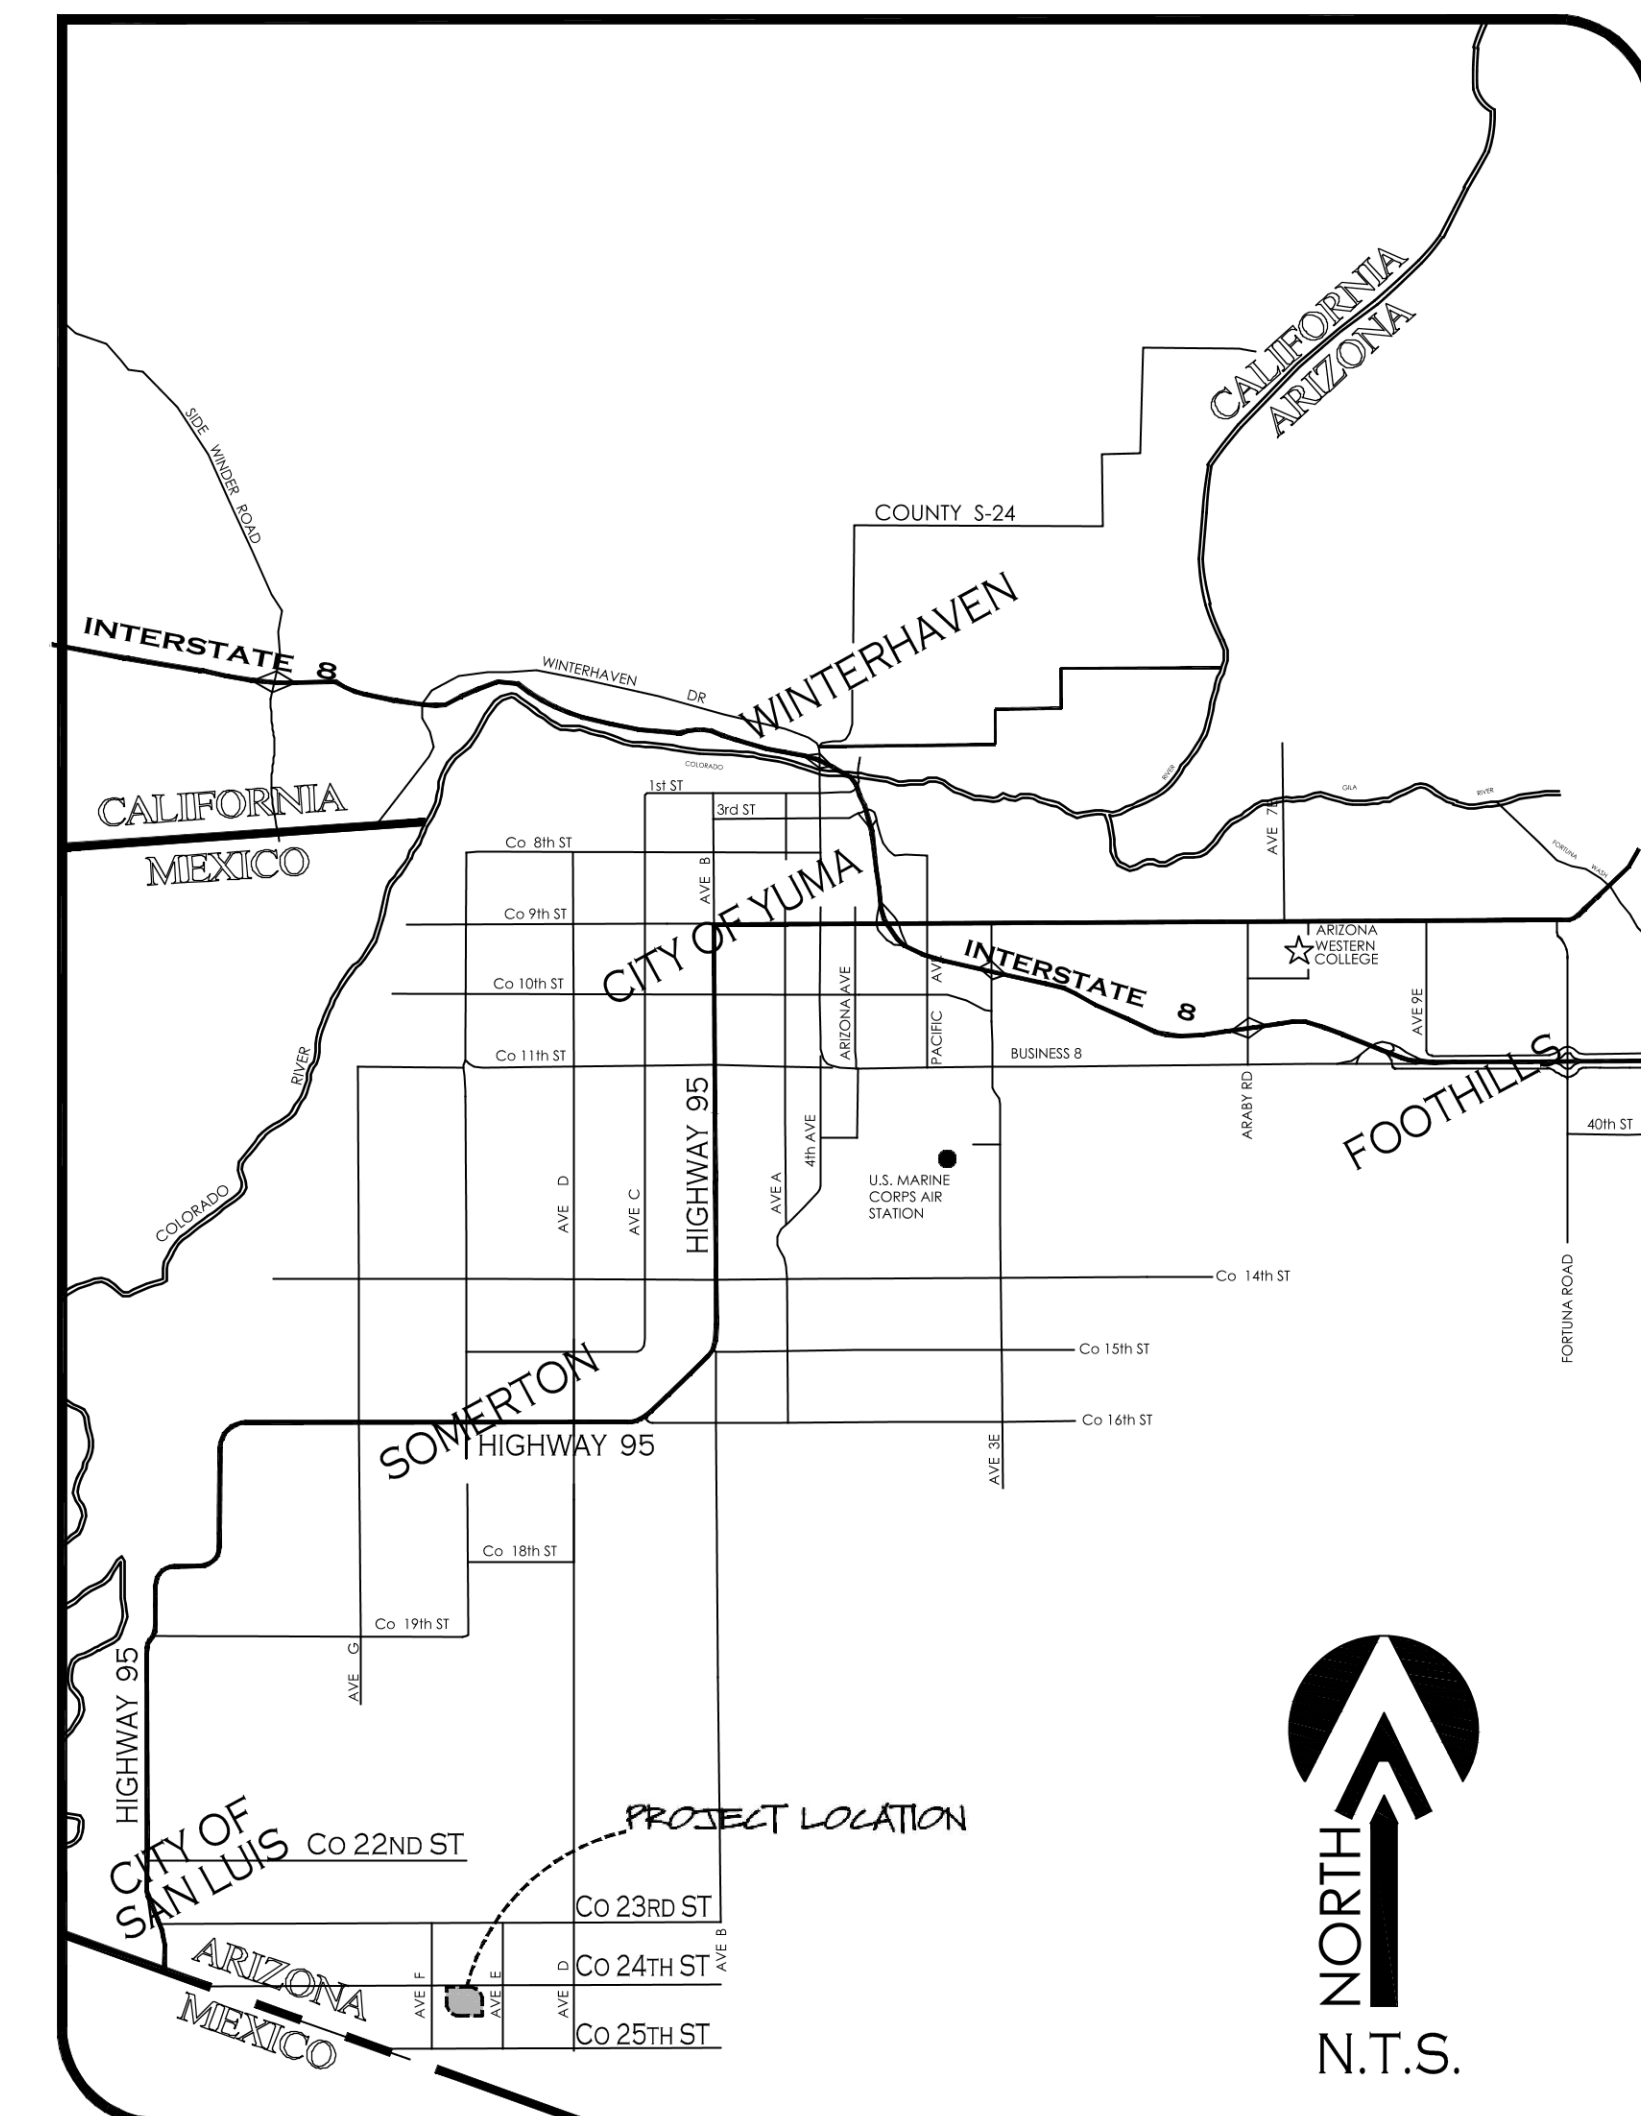 CALIFORNIA
ARIZONA
SIDE WINDER ROAD
COUNTY S-24
WINTERHAVEN
INTERSTATE 8
WINTERHAVEN DR
COLORADO
RIVER
CALIFORNIA
MEXICO
1st ST
3rd ST
GILA
RIVER
AVE 7E
FORTUNA WASH
Co 8th ST
AVE B
CITY OF YUMA
Co 9th ST
ARIZONA
WESTERN
COLLEGE
INTERSTATE 8
Co 10th ST
ARIZONA AVE
PACIFIC AVE
AVE 9E
Co 11th ST
BUSINESS 8
FOOTHILLS
RIVER
COLORADO
HIGHWAY 95
4th AVE
ARABY RD
40th ST
AVE D
AVE C
AVE A
U.S. MARINE
CORPS AIR
STATION
Co 14th ST
FORTUNA ROAD
Co 15th ST
SOMERTON
HIGHWAY 95
Co 16th ST
AVE 3E
Co 18th ST
Co 19th ST
AVE G
HIGHWAY 95
PROJECT LOCATION
CITY OF
SAN LUIS
Co 22ND ST
Co 23RD ST
AVE B
ARIZONA
MEXICO
AVE F
AVE E
AVE D
Co 24TH ST
Co 25TH ST
NORTH
N.T.S.